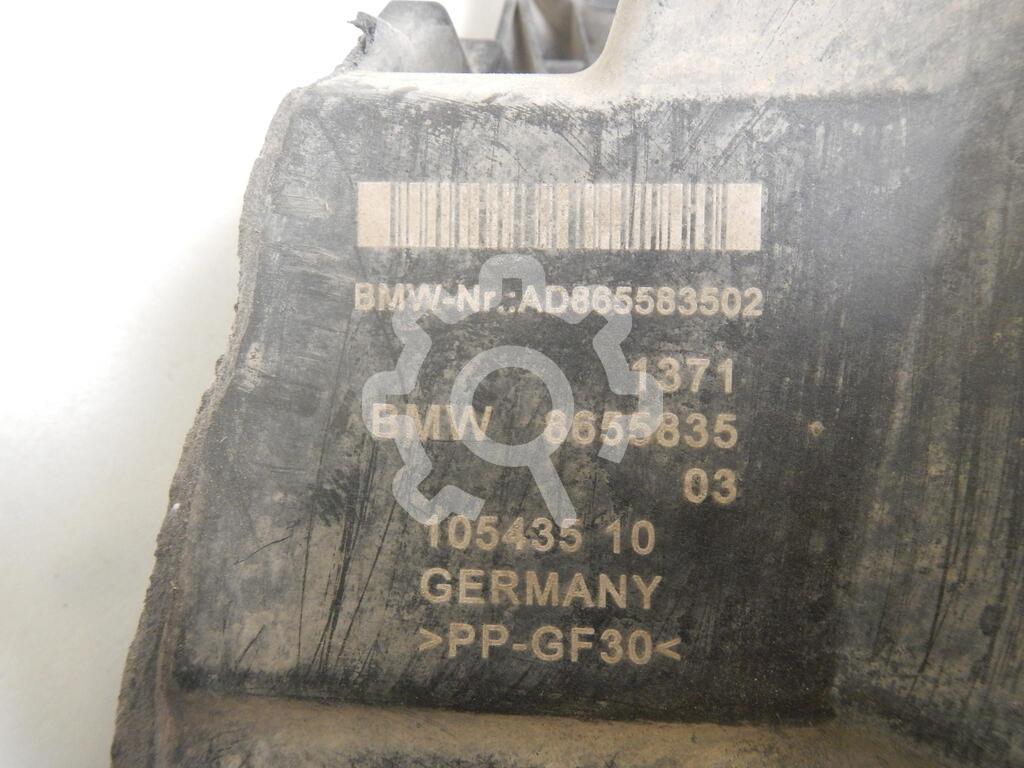 BMW-Nr.:AD865583502
1371
BMW 8655835
03
105435 10
GERMANY
>PP-GF30<